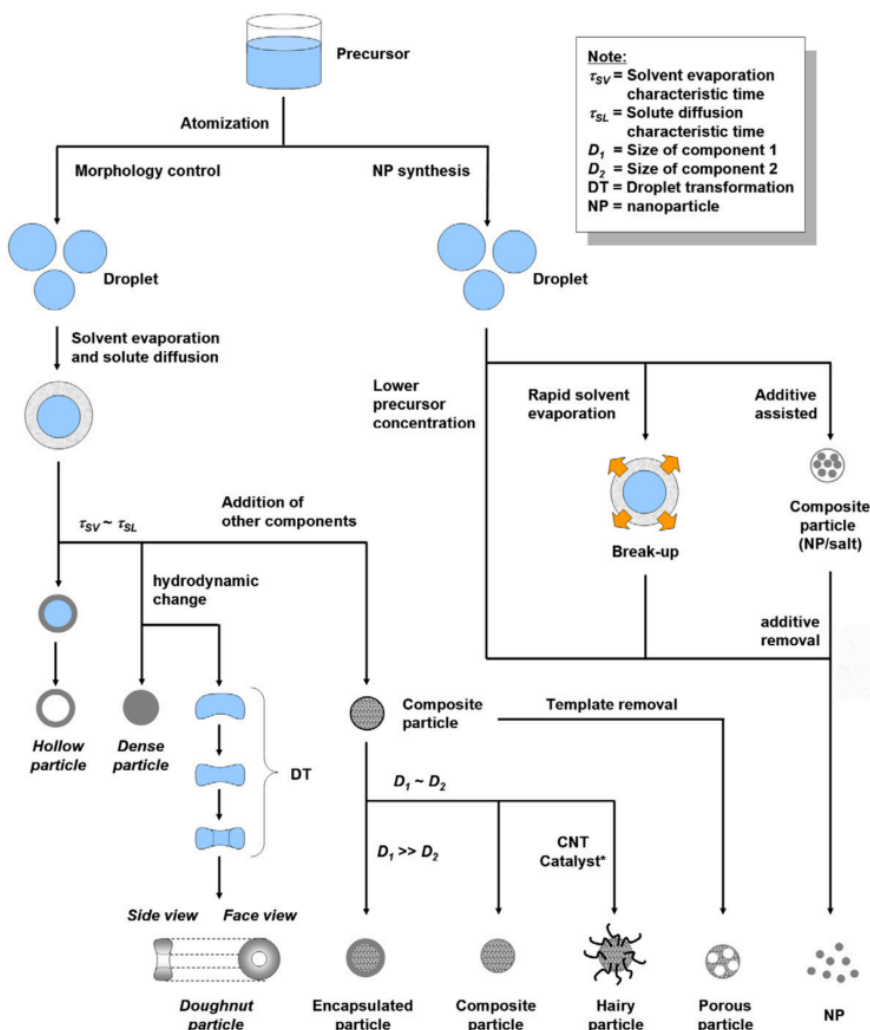 Precursor
Note:
τSV = Solvent evaporation
characteristic time
τSL = Solute diffusion
characteristic time
D1 = Size of component 1
D2 = Size of component 2
DT = Droplet transformation
NP = nanoparticle
Atomization
Morphology control
NP synthesis
Droplet
Droplet
Solvent evaporation
and solute diffusion
Lower
precursor
concentration
Rapid solvent
evaporation
Additive
assisted
Composite
particle
(NP/salt)
Break-up
additive
removal
τSV ~ τSL
Addition of
other components
hydrodynamic
change
Hollow
particle
Dense
particle
DT
Composite
particle
Template removal
D1 ~ D2
D1 >> D2
CNT
Catalyst*
Side view
Face view
Doughnut
particle
Encapsulated
particle
Composite
particle
Hairy
particle
Porous
particle
NP